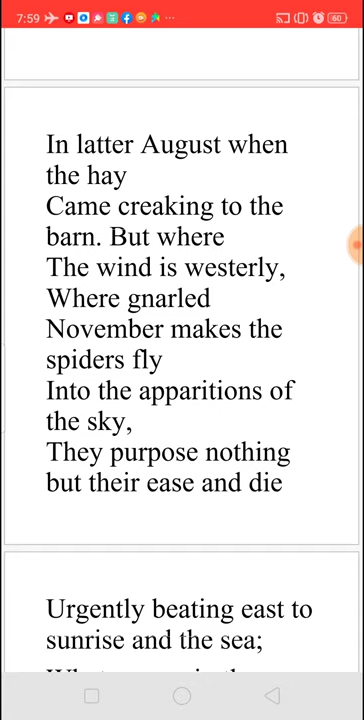 7:59
60
In latter August when
the hay
Came creaking to the
barn. But where
The wind is westerly,
Where gnarled
November makes the
spiders fly
Into the apparitions of
the sky,
They purpose nothing
but their ease and die
Urgently beating east to
sunrise and the sea;